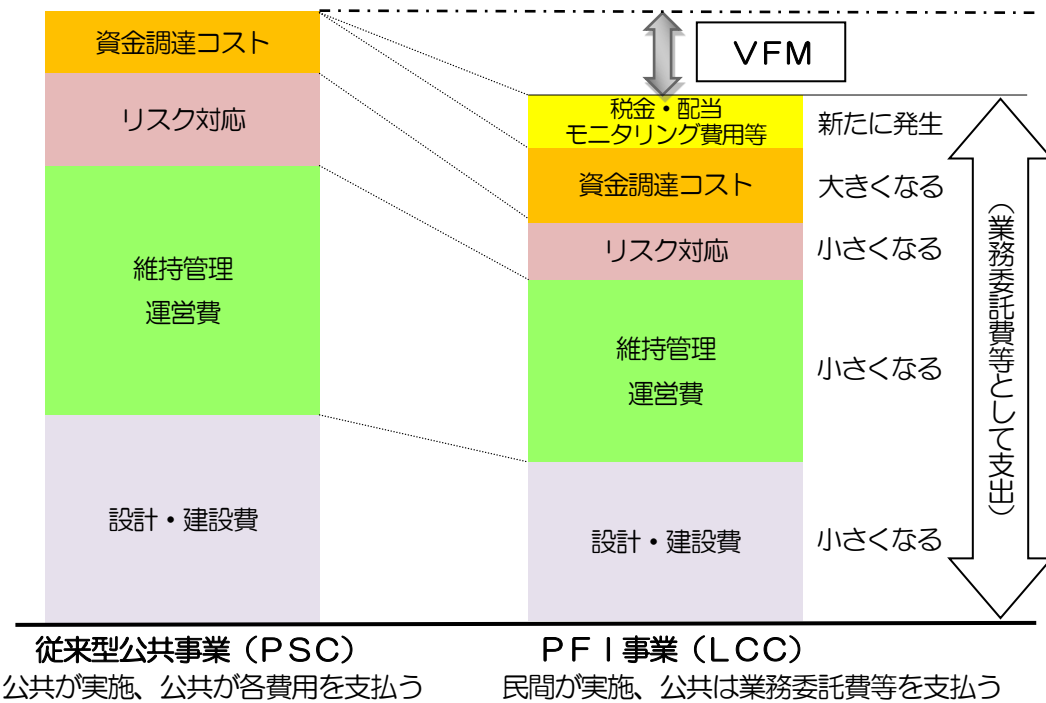 資金調達コスト
リスク対応
維持管理
運営費
設計・建設費
VFM
税金・配当
モニタリング費用等
資金調達コスト
リスク対応
維持管理
運営費
設計・建設費
新たに発生
大きくなる
小さくなる
小さくなる
小さくなる
（業務委託費等として支出）
従来型公共事業（PSC）
公共が実施、公共が各費用を支払う
PFI事業（LCC）
民間が実施、公共は業務委託費等を支払う